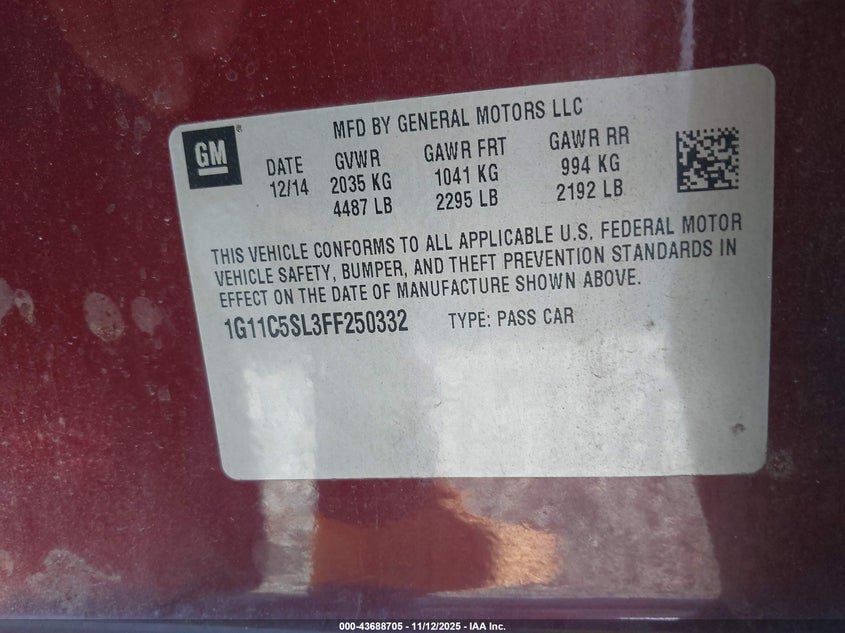 MFD BY GENERAL MOTORS LLC
GM®
DATE GVWR GAWR FRT GAWR RR
12/14 2035 KG 1041 KG 994 KG
4487 LB 2295 LB 2192 LB
THIS VEHICLE CONFORMS TO ALL APPLICABLE U.S. FEDERAL MOTOR
VEHICLE SAFETY, BUMPER, AND THEFT PREVENTION STANDARDS IN
EFFECT ON THE DATE OF MANUFACTURE SHOWN ABOVE.
1G11C5SL3FF250332 TYPE: PASS CAR
000-43688705 - 11/12/2025 - IAA Inc.